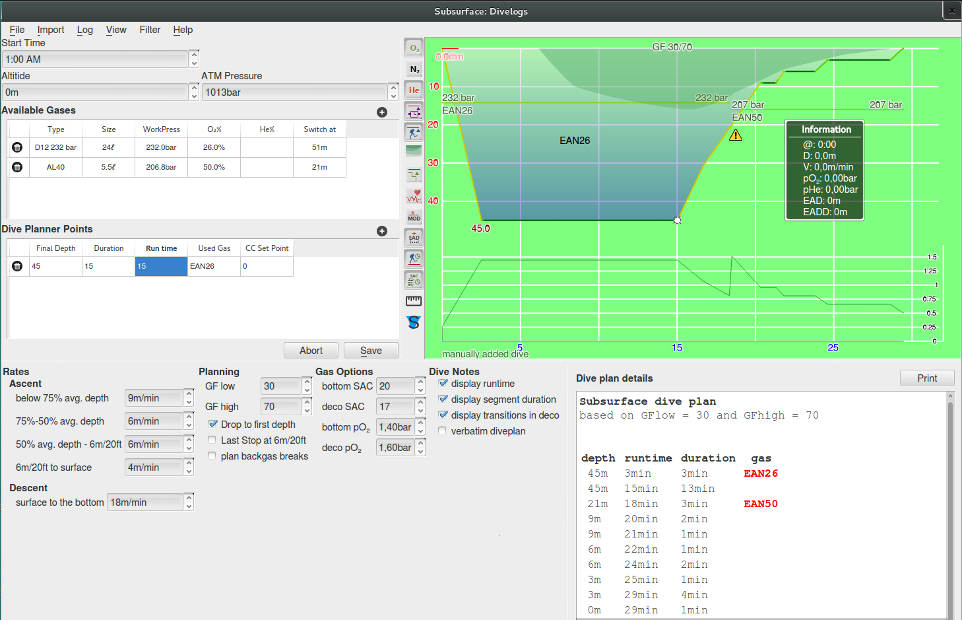 Subsurface: Divelogs
File Import Log View Filter Help
Start Time
1:00 AM
Altitide ATM Pressure
0m 1013bar
Available Gases
Type Size WorkPress O₂% He% Switch at
D12 232 bar 24ℓ 232.0bar 26.0% 51m
AL40 5.5ℓ 206.8bar 50.0% 21m
Dive Planner Points
Final Depth Duration Run time Used Gas CC Set Point
45 15 15 EAN26 0
Abort Save
O₂
N₂
He
MOD
EAD
SAC
GF 30/70
0.0mm
10
20
30
40
232 bar
EAN26
232 bar
207 bar
EAN50
207 bar
EAN26
45.0
Information
@: 0:00
D: 0,0m
V: 0,0m/min
pO₂: 0,00bar
pHe: 0,00bar
EAD: 0m
EADD: 0m
1.5
1.25
1
0.75
0.5
0.25
0
5 15 25
manually added dive
Rates
Ascent
below 75% avg. depth 9m/min
75%-50% avg. depth 6m/min
50% avg. depth - 6m/20ft 6m/min
6m/20ft to surface 4m/min
Descent
surface to the bottom 18m/min
Planning
GF low 30
GF high 70
Drop to first depth
Last Stop at 6m/20ft
plan backgas breaks
Gas Options
bottom SAC 20
deco SAC 17
bottom pO₂ 1,40bar
deco pO₂ 1,60bar
Dive Notes
display runtime
display segment duration
display transitions in deco
verbatim diveplan
Dive plan details Print
Subsurface dive plan
based on GFlow = 30 and GFhigh = 70
depth runtime duration gas
45m 3min 3min EAN26
45m 15min 13min
21m 18min 3min EAN50
9m 20min 2min
9m 21min 1min
6m 22min 1min
6m 24min 2min
3m 25min 1min
3m 29min 4min
0m 29min 1min